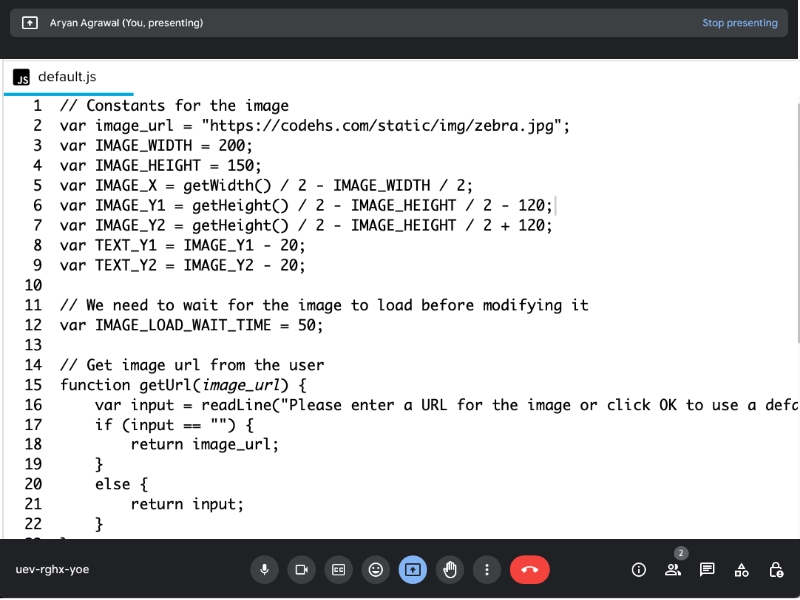 Aryan Agrawal (You, presenting)
Stop presenting
JS default.js
1 // Constants for the image
2 var image_url = "https://codehs.com/static/img/zebra.jpg";
3 var IMAGE_WIDTH = 200;
4 var IMAGE_HEIGHT = 150;
5 var IMAGE_X = getWidth() / 2 - IMAGE_WIDTH / 2;
6 var IMAGE_Y1 = getHeight() / 2 - IMAGE_HEIGHT / 2 - 120;
7 var IMAGE_Y2 = getHeight() / 2 - IMAGE_HEIGHT / 2 + 120;
8 var TEXT_Y1 = IMAGE_Y1 - 20;
9 var TEXT_Y2 = IMAGE_Y2 - 20;
10
11 // We need to wait for the image to load before modifying it
12 var IMAGE_LOAD_WAIT_TIME = 50;
13
14 // Get image url from the user
15 function getUrl(image_url) {
16 var input = readLine("Please enter a URL for the image or click OK to use a defa
17 if (input == "") {
18 return image_url;
19 }
20 else {
21 return input;
22 }
uev-rghx-yoe
CC
2